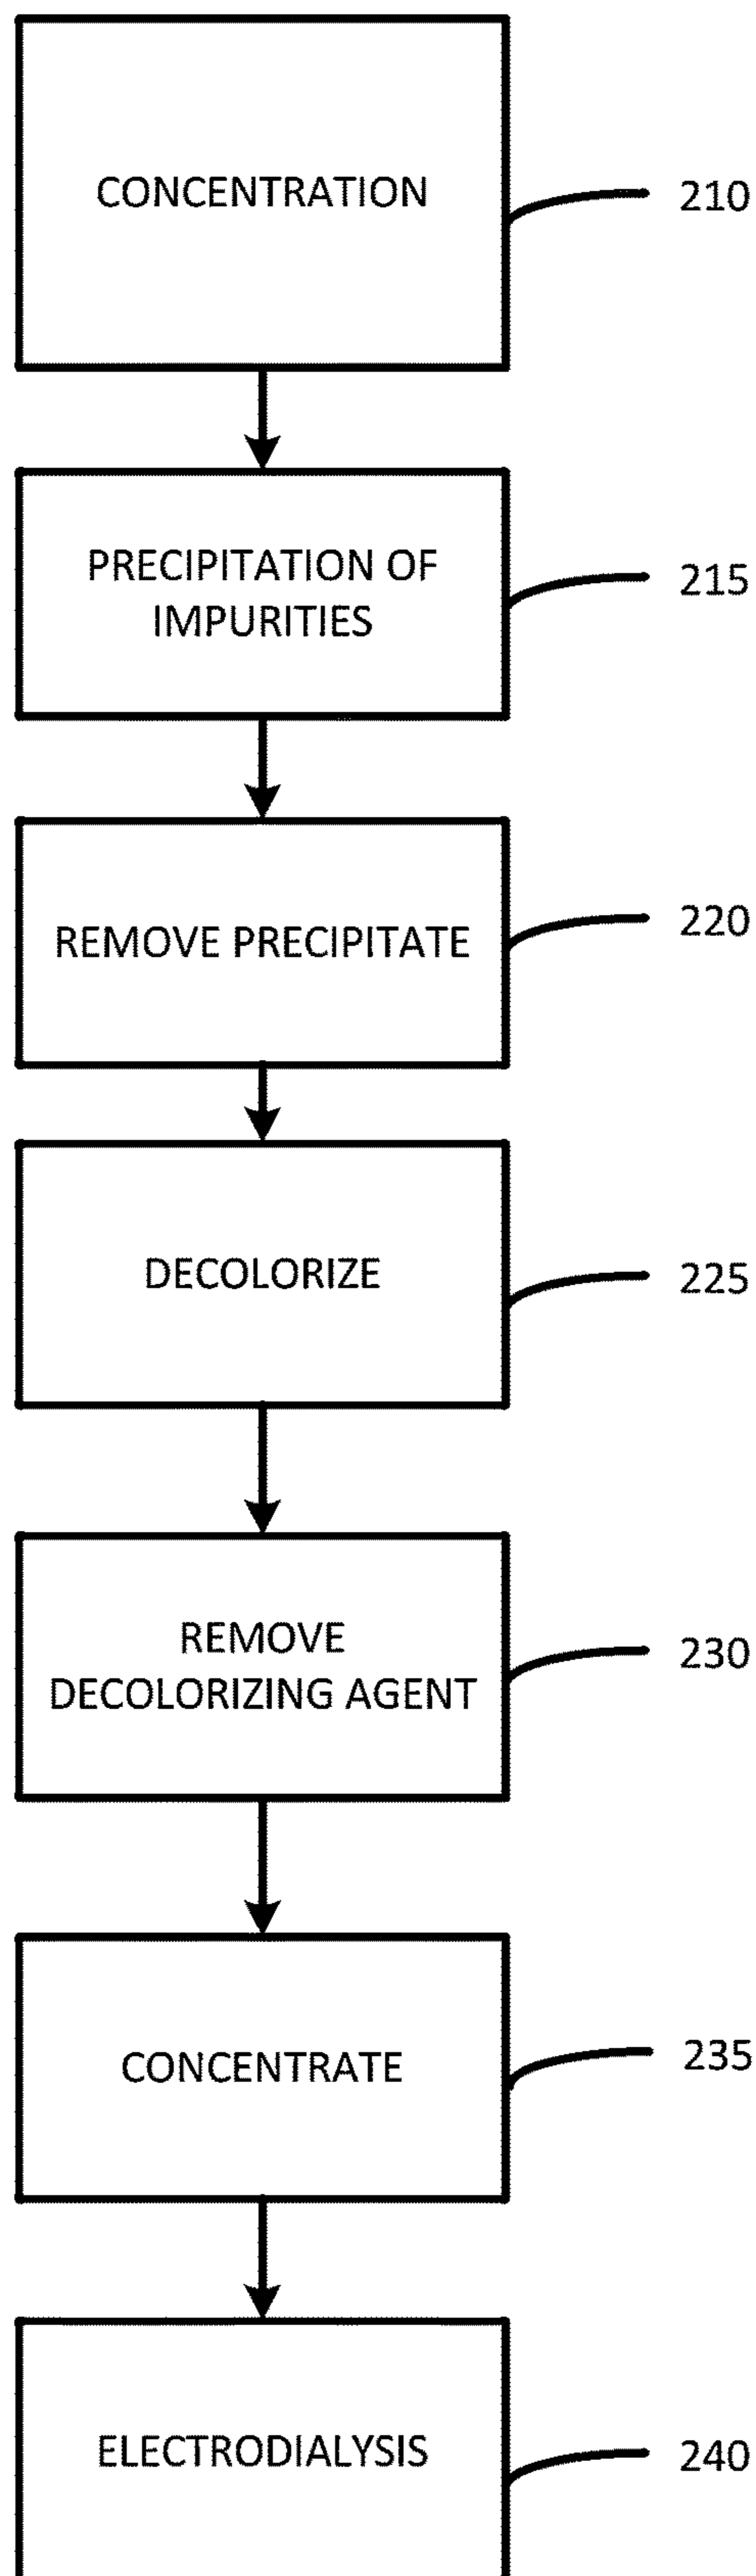 CONCENTRATION
210
PRECIPITATION OF
IMPURITIES
215
REMOVE PRECIPITATE
220
DECOLORIZE
225
REMOVE
DECOLORIZING AGENT
230
CONCENTRATE
235
ELECTRODIALYSIS
240